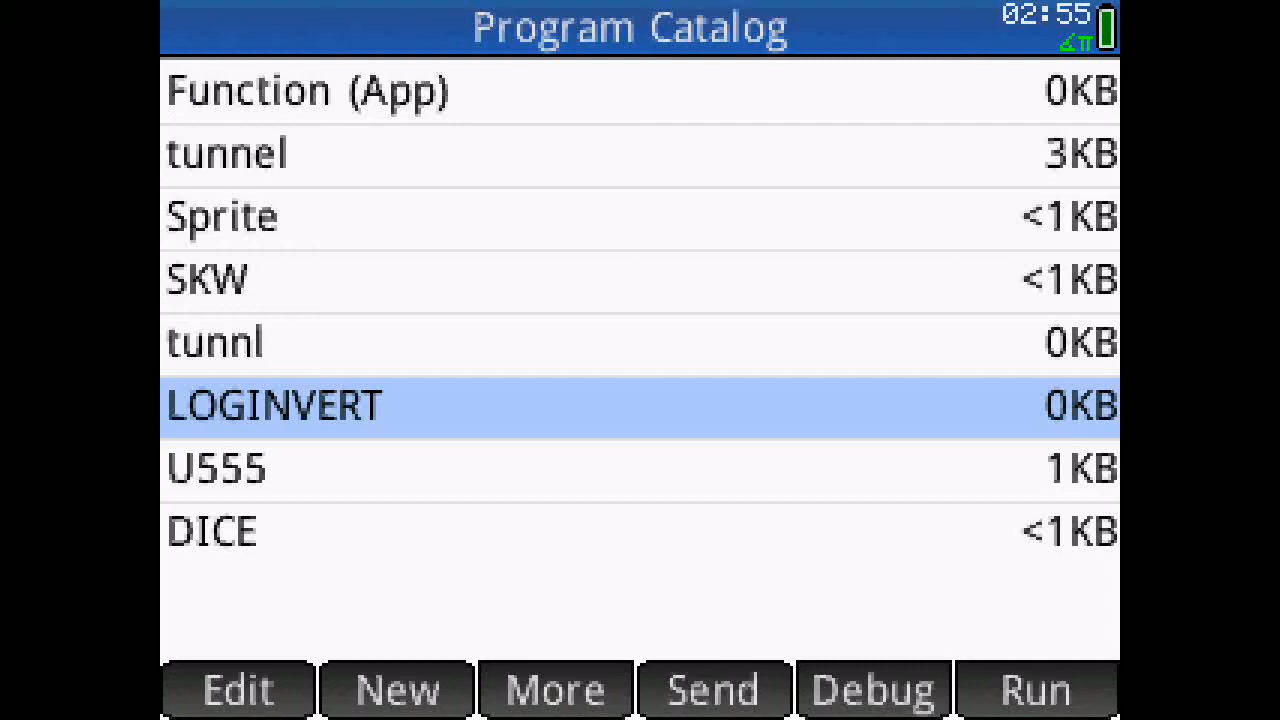 Program Catalog
02:55
∡π
Function (App) 0KB
tunnel 3KB
Sprite <1KB
SKW <1KB
tunnl 0KB
LOGINVERT 0KB
U555 1KB
DICE <1KB
Edit New More Send Debug Run